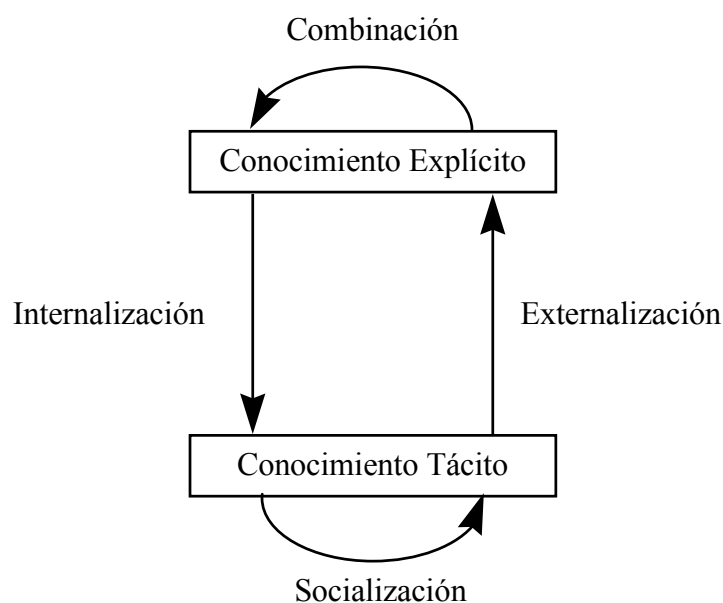 Combinación
Conocimiento Explícito
Internalización
Externalización
Conocimiento Tácito
Socialización